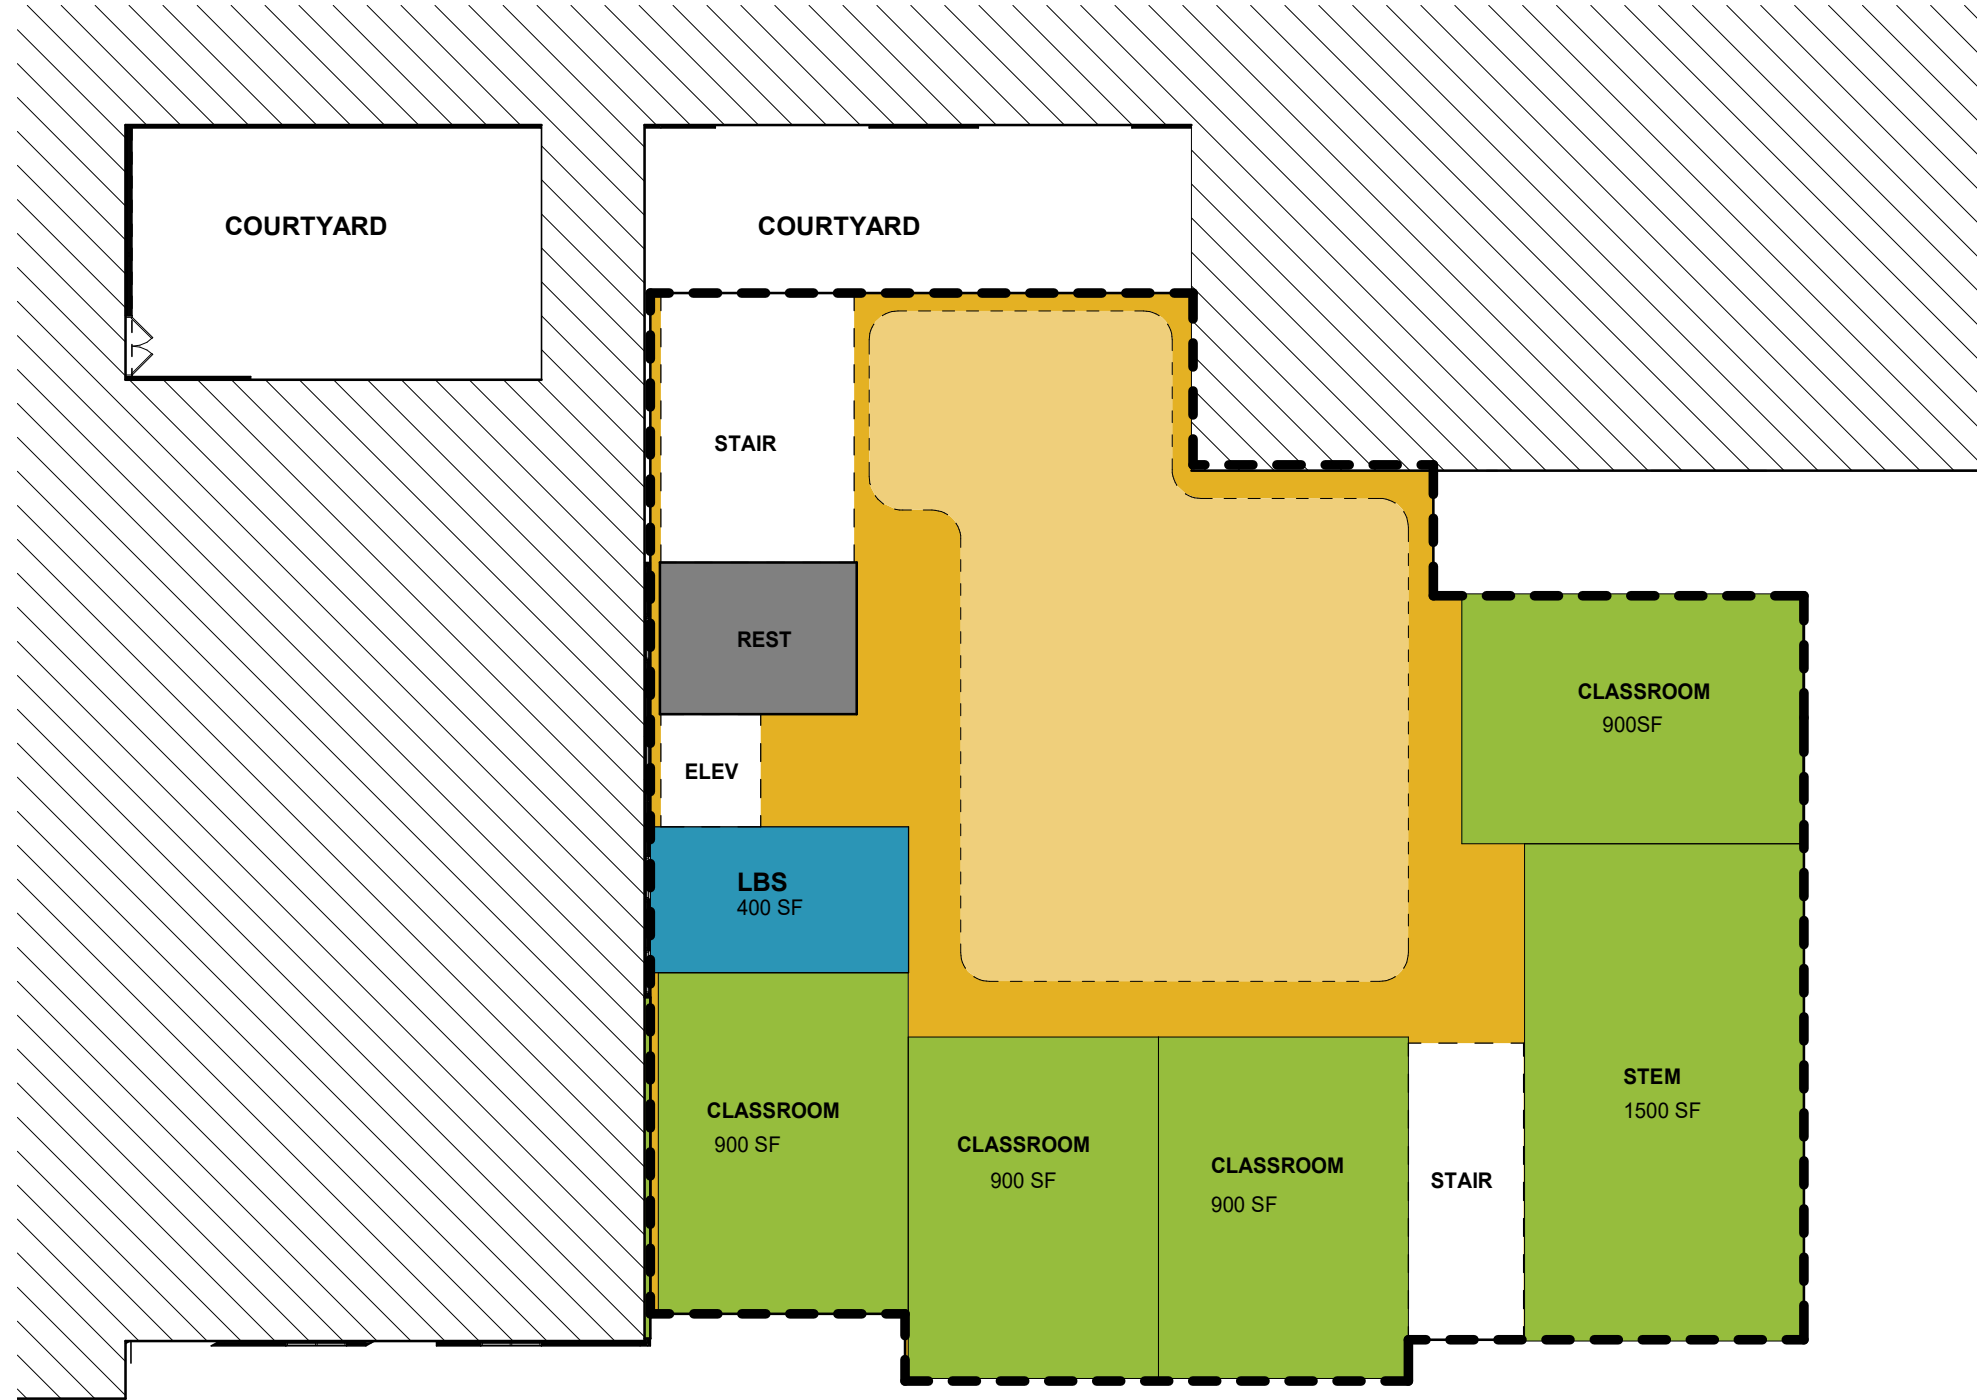 COURTYARD
COURTYARD
STAIR
REST
CLASSROOM
900SF
ELEV
LBS
400 SF
STEM
1500 SF
CLASSROOM
900 SF
CLASSROOM
900 SF
CLASSROOM
900 SF
STAIR